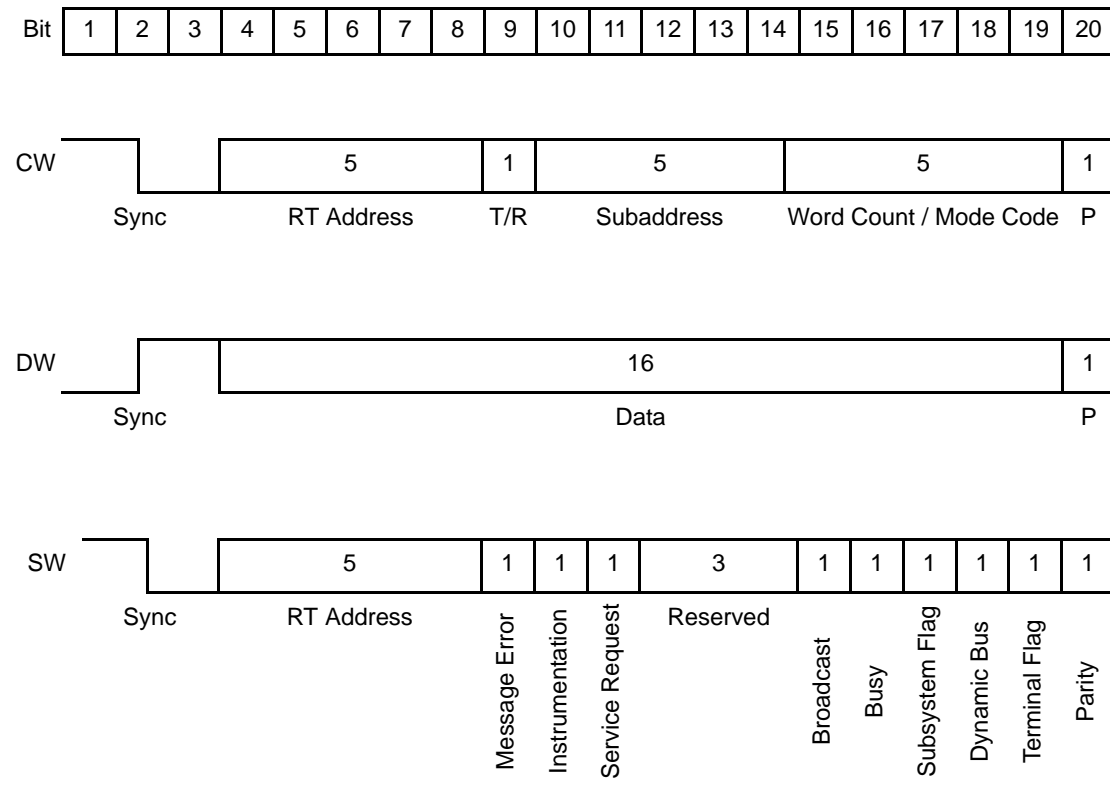 Bit 1 2 3 4 5 6 7 8 9 10 11 12 13 14 15 16 17 18 19 20
CW 5 1 5 5 1
Sync RT Address T/R Subaddress Word Count / Mode Code P
DW 16 1
Sync Data P
SW 5 1 1 1 3 1 1 1 1 1 1
Sync RT Address Message Error Instrumentation Service Request Reserved Broadcast Busy Subsystem Flag Dynamic Bus Terminal Flag Parity